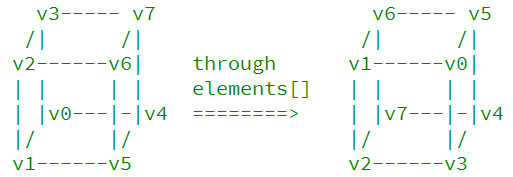 v3----- v7                        v6----- v5
  /|      /|                        /|      /|
v2------v6|    through      v1------v0|
| |     | |    elements[]   | |     | |
| |v0---|-|v4  ========>    | |v7---|-|v4
|/      |/                  |/      |/
v1------v5                  v2------v3